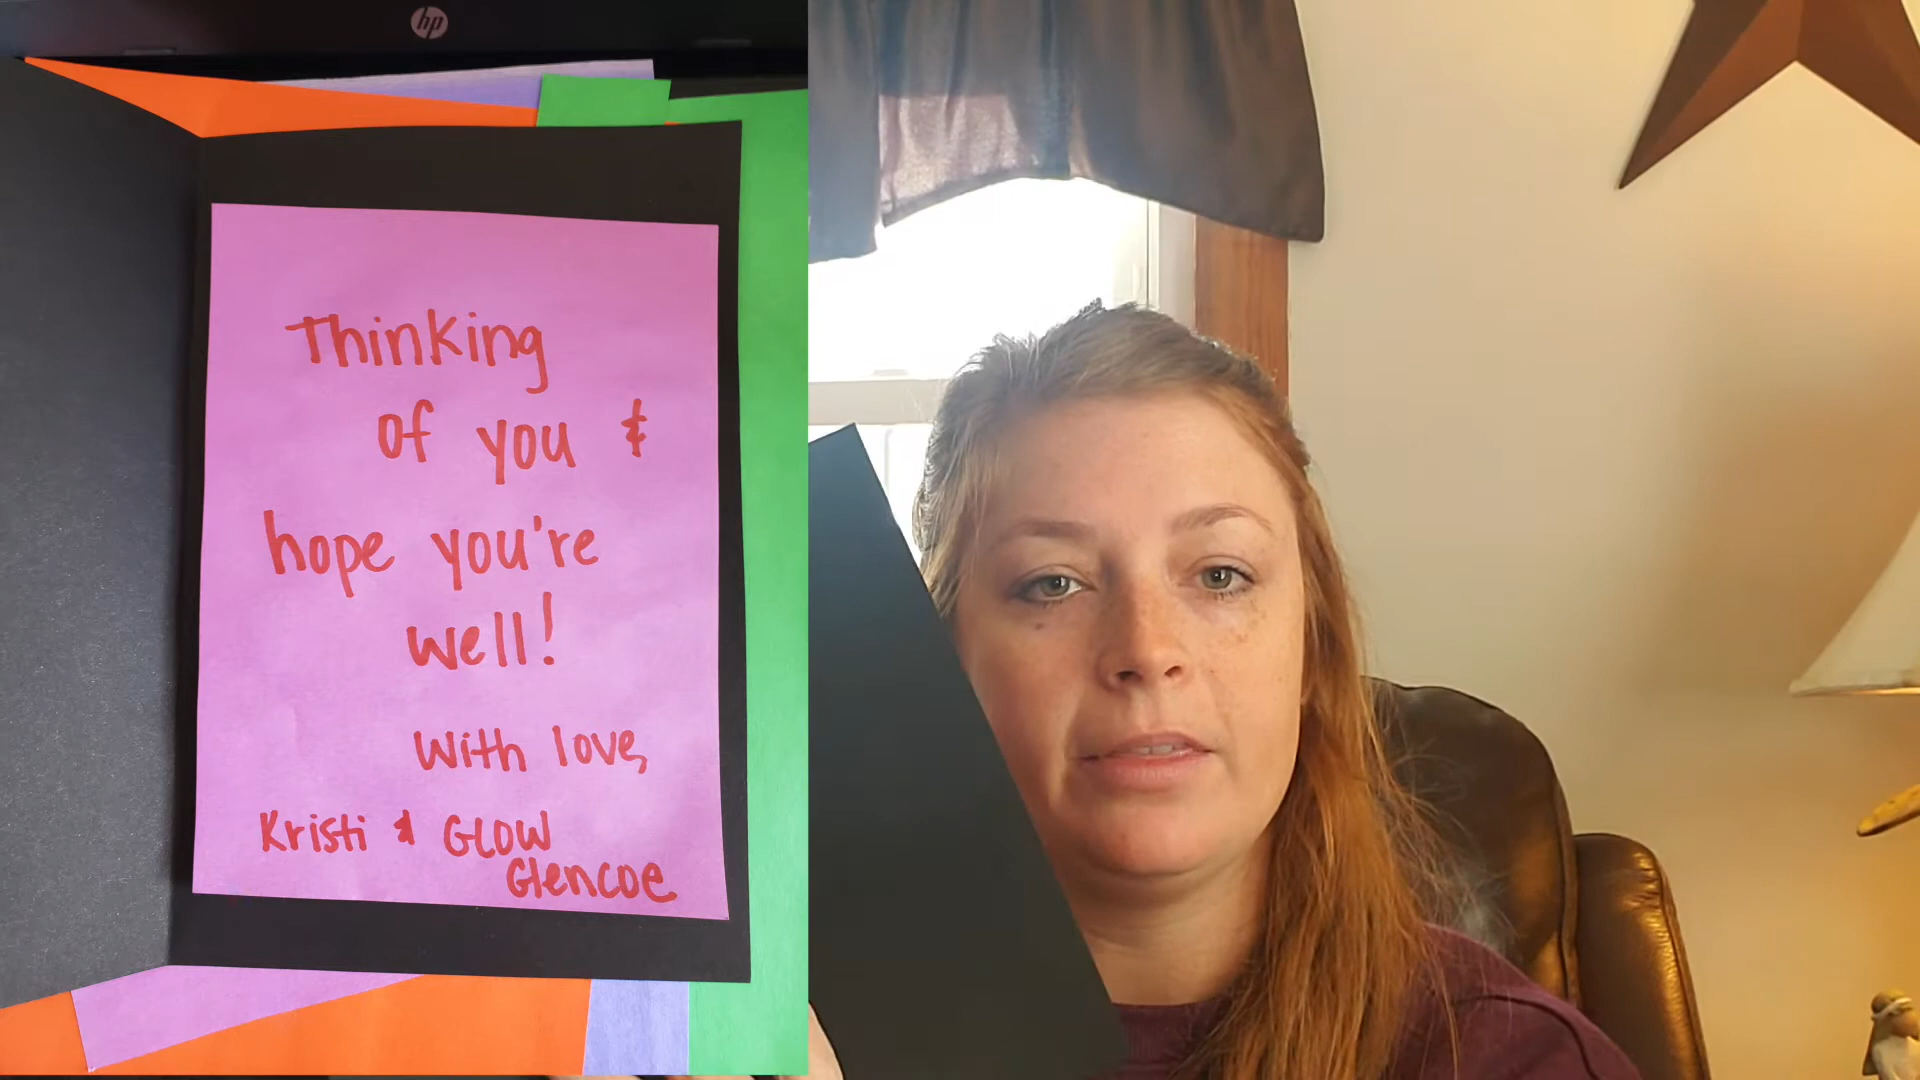 hp
Thinking
of you &
hope you're
well!
With love,
Kristi & GLOW
Glencoe